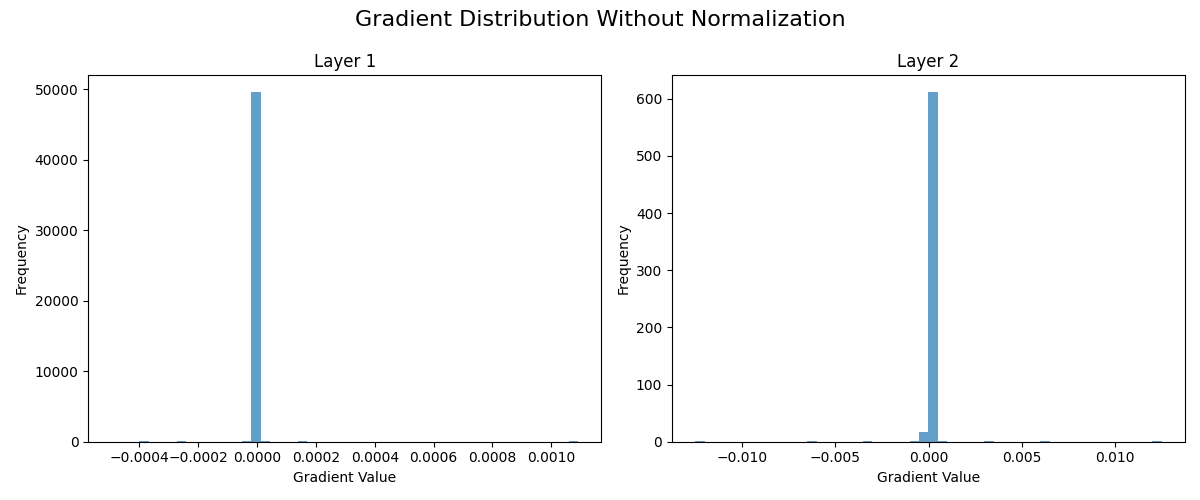 Gradient Distribution Without Normalization
Layer 1
Frequency
50000
40000
30000
20000
10000
0
−0.0004 −0.0002 0.0000 0.0002 0.0004 0.0006 0.0008 0.0010
Gradient Value
Layer 2
Frequency
600
500
400
300
200
100
0
−0.010 −0.005 0.000 0.005 0.010
Gradient Value